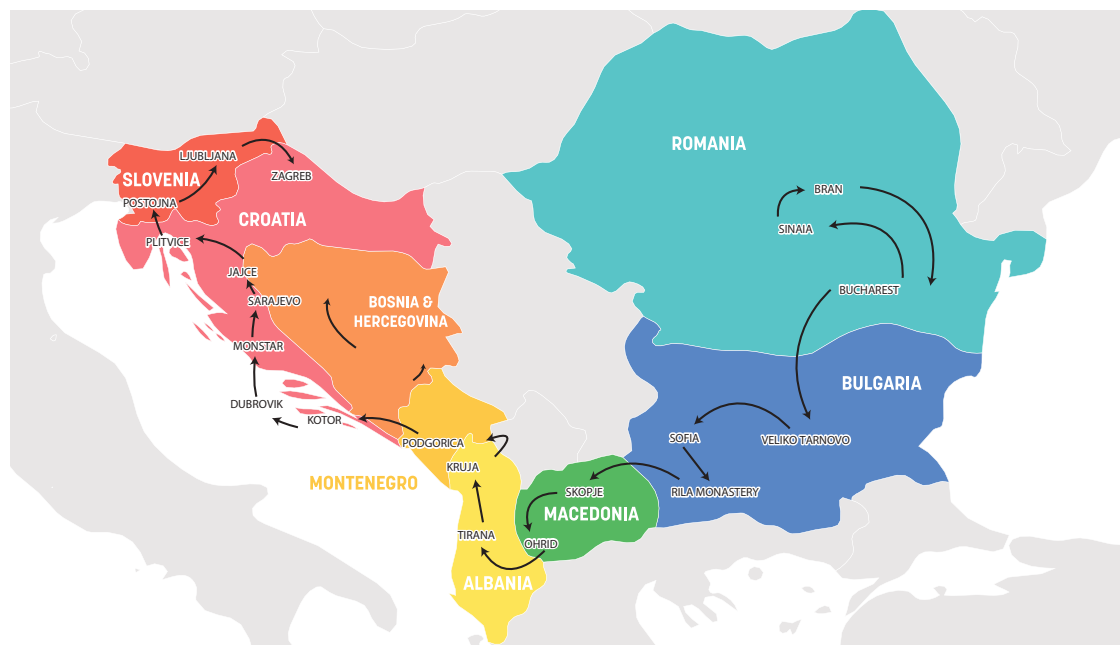 ROMANIA
LJUBLJANA
ZAGREB
SLOVENIA
BRAN
POSTOJNA
CROATIA
SINAIA
PLITVICE
JAJCE
BUCHAREST
SARAJEVO
BOSNIA &
HERCEGOVINA
MONSTAR
BULGARIA
DUBROVIK
KOTOR
SOFIA
VELIKO TARNOVO
PODGORICA
KRUJA
MONTENEGRO
SKOPJE
RILA MONASTERY
MACEDONIA
TIRANA
OHRID
ALBANIA